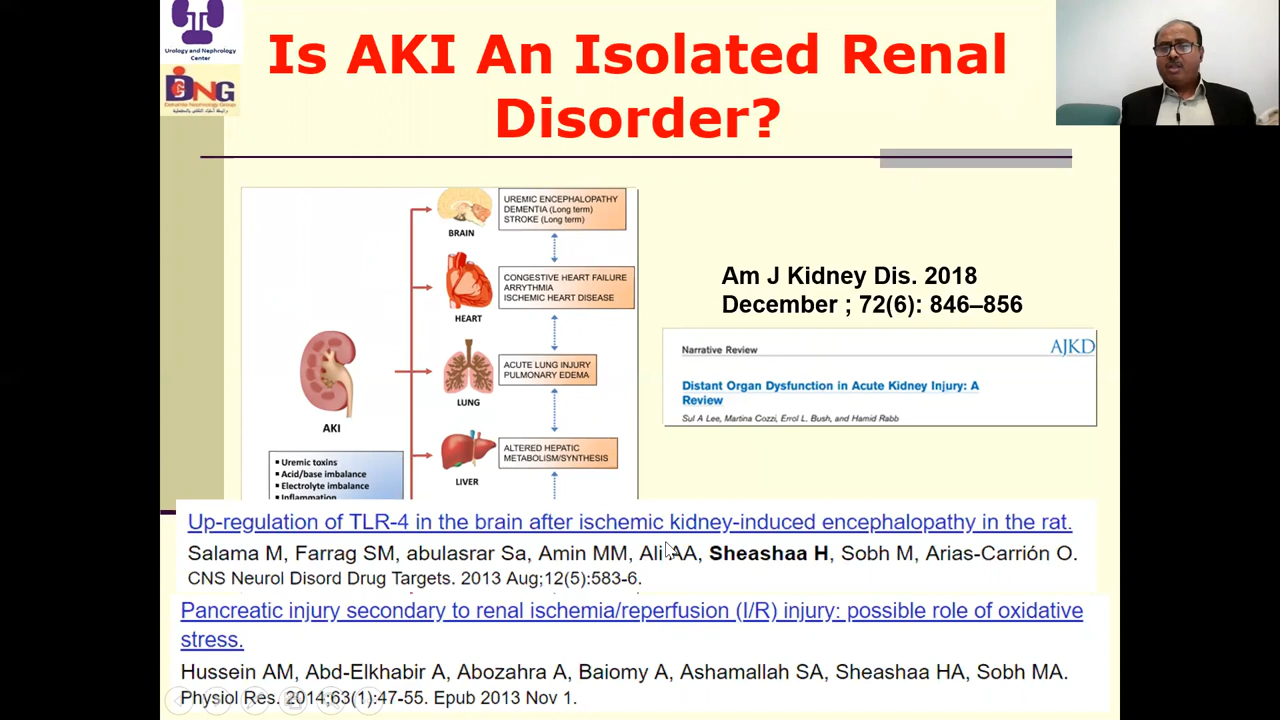 Urology and Nephrology
Center
DNG
Is AKI An Isolated Renal
Disorder?
BRAIN
UREMIC ENCEPHALOPATHY
DEMENTIA (Long term)
STROKE (Long term)
HEART
CONGESTIVE HEART FAILURE
ARRYTHMIA
ISCHEMIC HEART DISEASE
AKI
LUNG
ACUTE LUNG INJURY
PULMONARY EDEMA
LIVER
ALTERED HEPATIC
METABOLISM/SYNTHESIS
▪ Uremic toxins
▪ Acid/base imbalance
▪ Electrolyte imbalance
▪ Inflammation
Am J Kidney Dis. 2018
December ; 72(6): 846–856
Narrative Review
AJKD
Distant Organ Dysfunction in Acute Kidney Injury: A
Review
Sul A Lee, Martina Cozzi, Errol L. Bush, and Hamid Rabb
Up-regulation of TLR-4 in the brain after ischemic kidney-induced encephalopathy in the rat.
Salama M, Farrag SM, abulasrar Sa, Amin MM, Ali AA, Sheashaa H, Sobh M, Arias-Carrión O.
CNS Neurol Disord Drug Targets. 2013 Aug;12(5):583-6.
Pancreatic injury secondary to renal ischemia/reperfusion (I/R) injury: possible role of oxidative
stress.
Hussein AM, Abd-Elkhabir A, Abozahra A, Baiomy A, Ashamallah SA, Sheashaa HA, Sobh MA.
Physiol Res. 2014;63(1):47-55. Epub 2013 Nov 1.